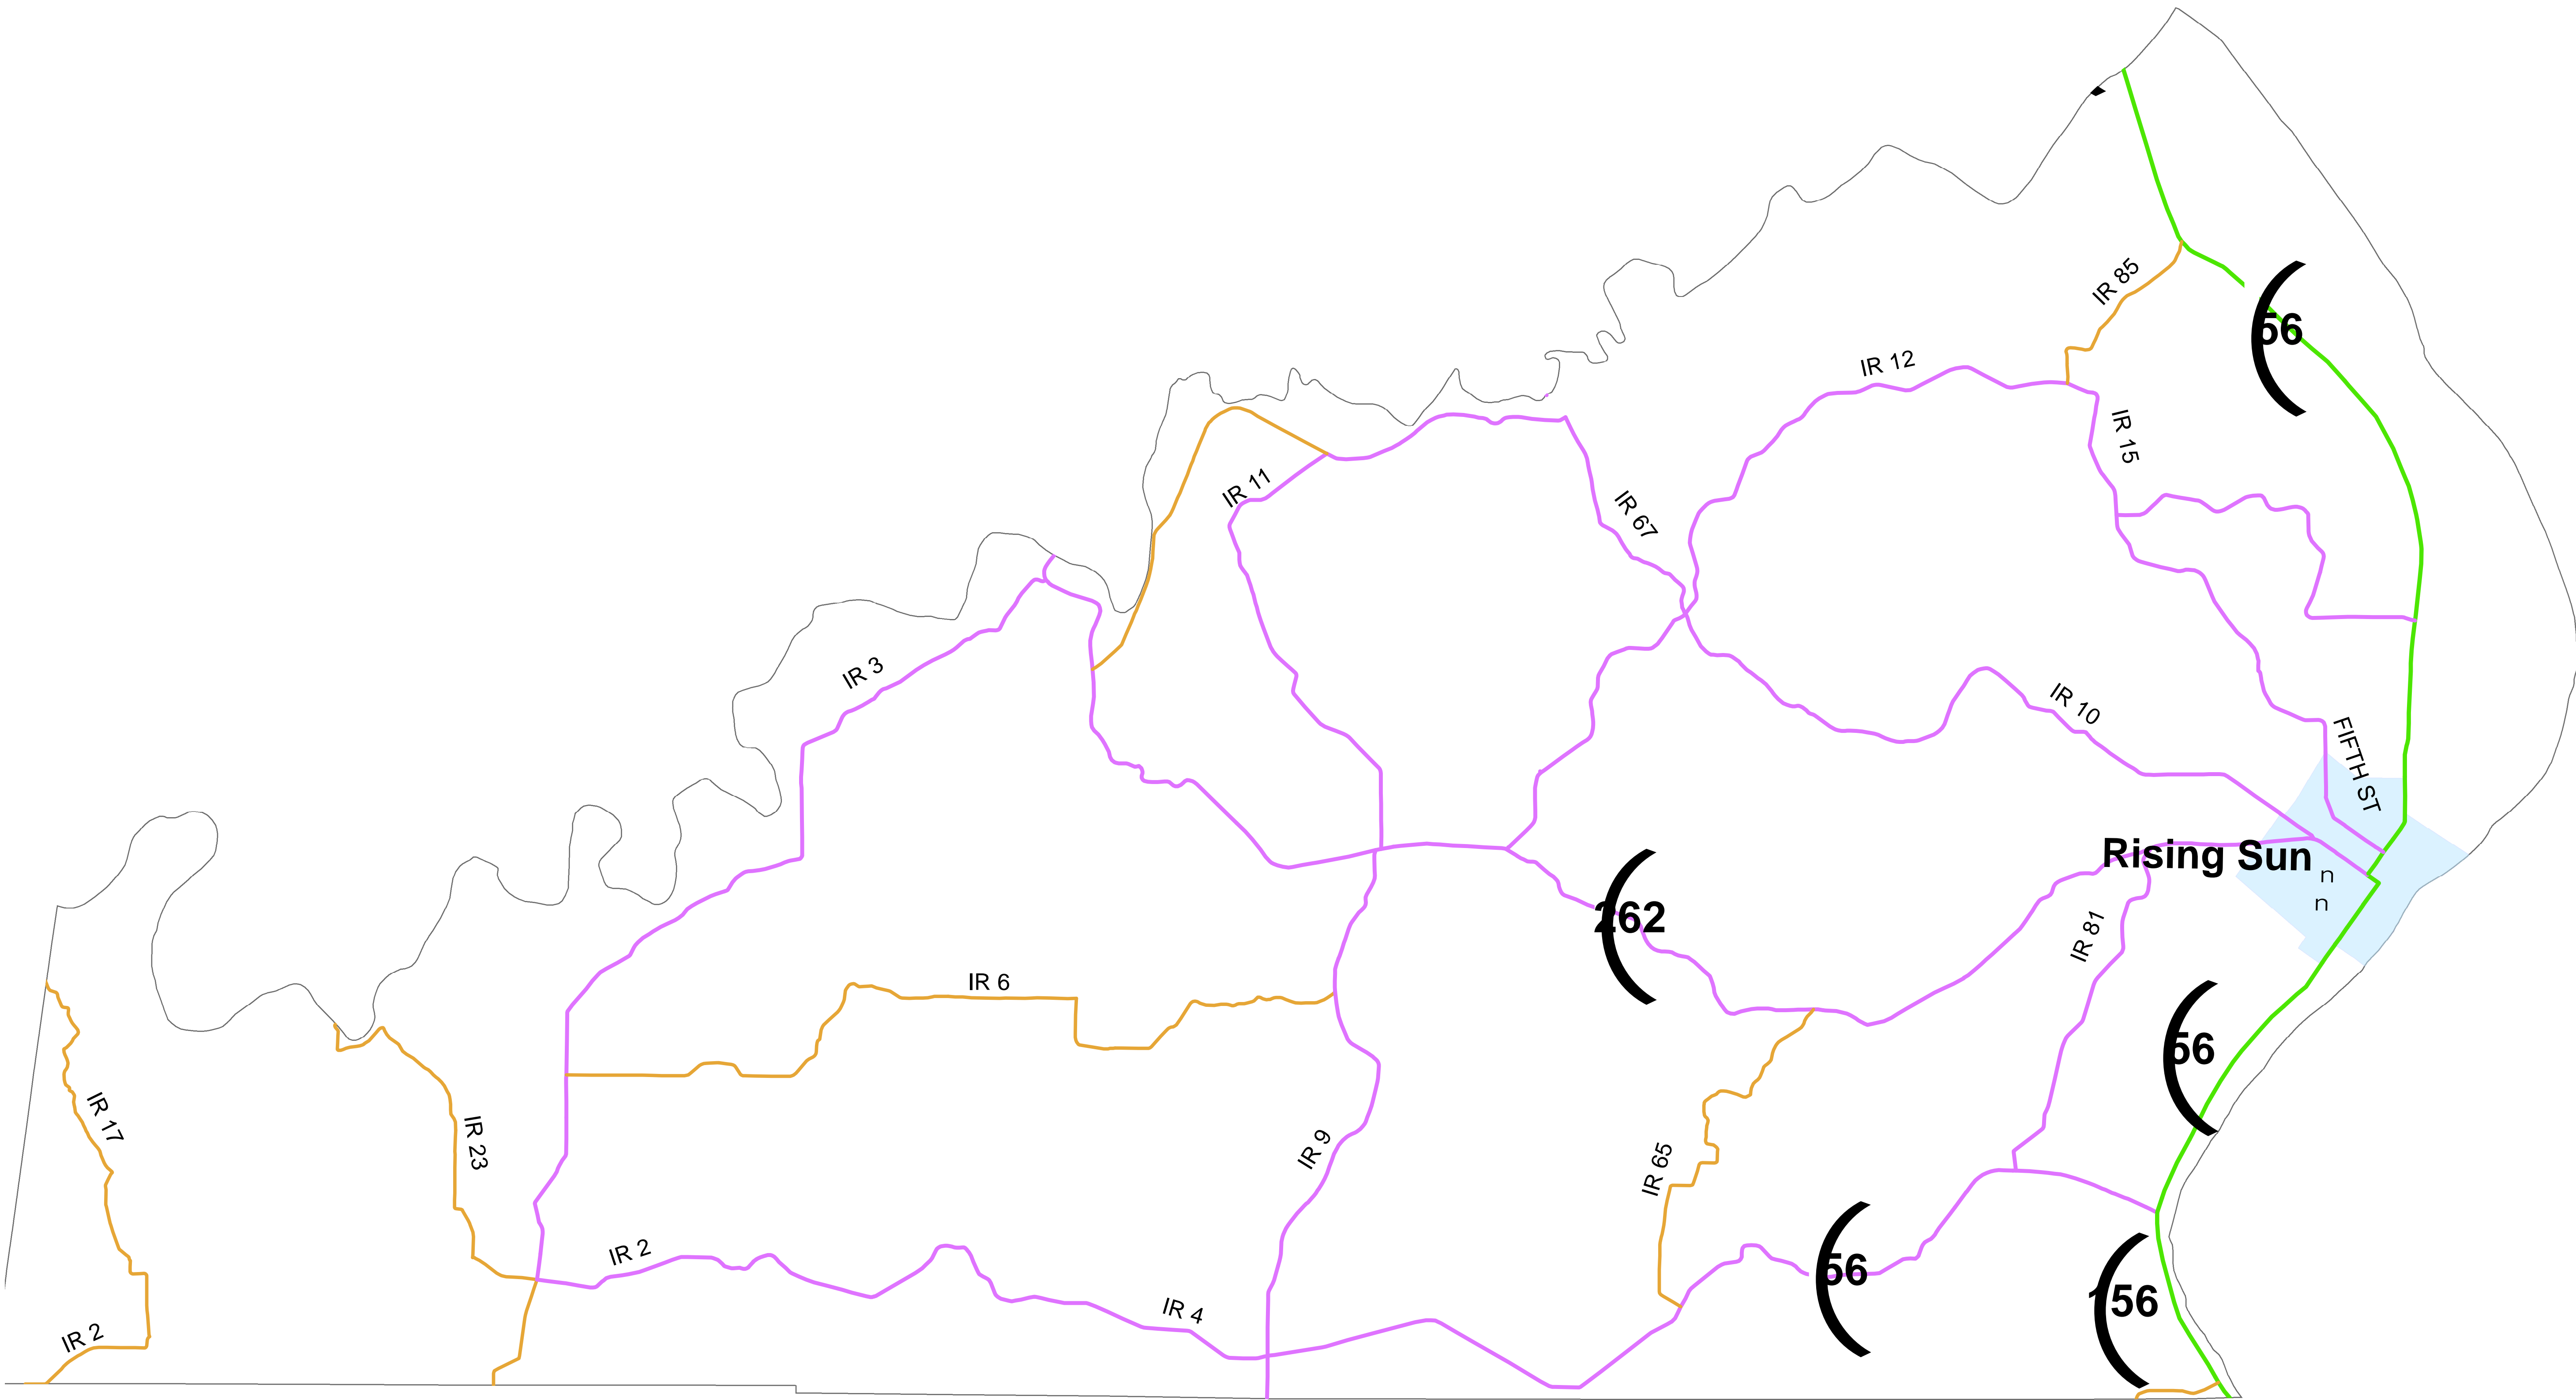 IR 85
56
IR 12
IR 15
IR 11
IR 67
IR 3
IR 10
FIFTH ST
Rising Sun
n
n
262
IR 81
IR 6
56
IR 17
IR 23
IR 9
IR 65
IR 2
56
156
IR 4
IR 2